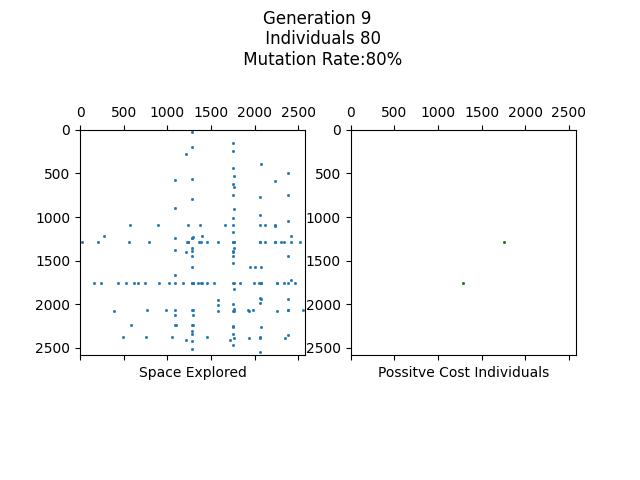 Generation 9
Individuals 80
Mutation Rate:80%
0 500 1000 1500 2000 2500
0 500 1000 1500 2000 2500
0
500
1000
1500
2000
2500
0
500
1000
1500
2000
2500
Space Explored
Possitve Cost Individuals